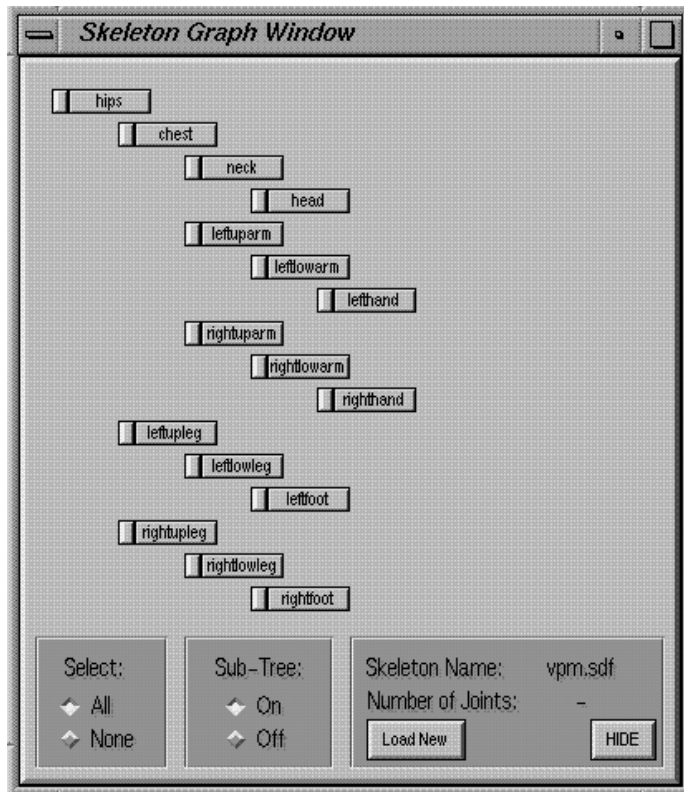 Skeleton Graph Window
hips
chest
neck
head
leftuparm
leftlowarm
lefthand
rightuparm
rightlowarm
righthand
leftupleg
leftlowleg
leftfoot
rightupleg
rightlowleg
rightfoot
Select:
All
None
Sub-Tree:
On
Off
Skeleton Name: vpm.sdf
Number of Joints: -
Load New HIDE